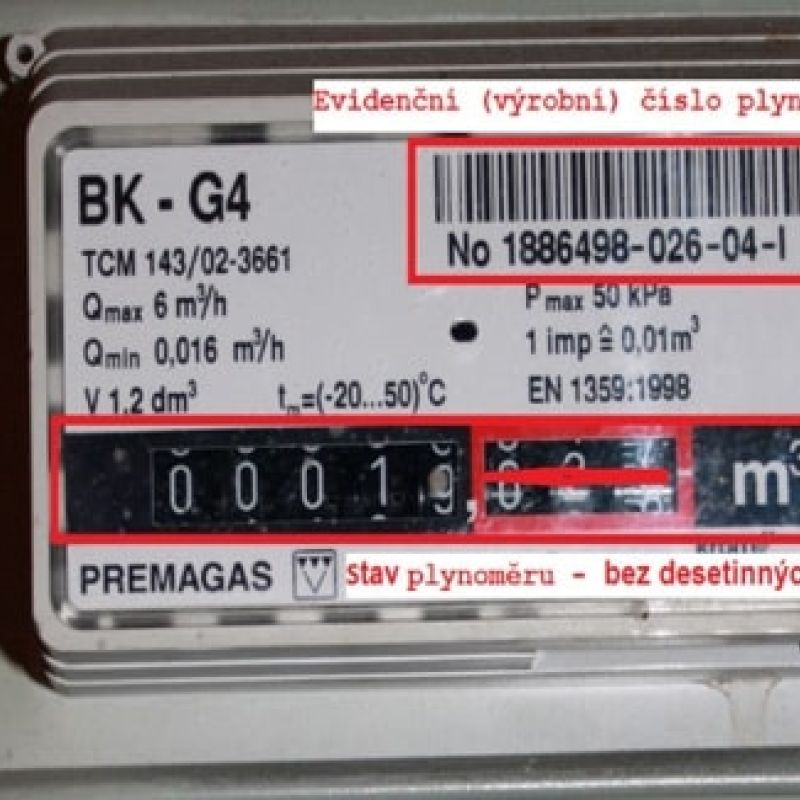 Evidenční (výrobní) číslo plyn
BK - G4
No 1886498-026-04-I
TCM 143/02-3661
Qmax 6 m³/h
Pmax 50 kPa
Qmin 0,016 m³/h
1 imp ≙ 0,01m³
V 1,2 dm³
tm=(-20...50)°C
EN 1359:1998
0 0 0 1 9, m³
PREMAGAS
Stav plynoměru - bez desetinnýc